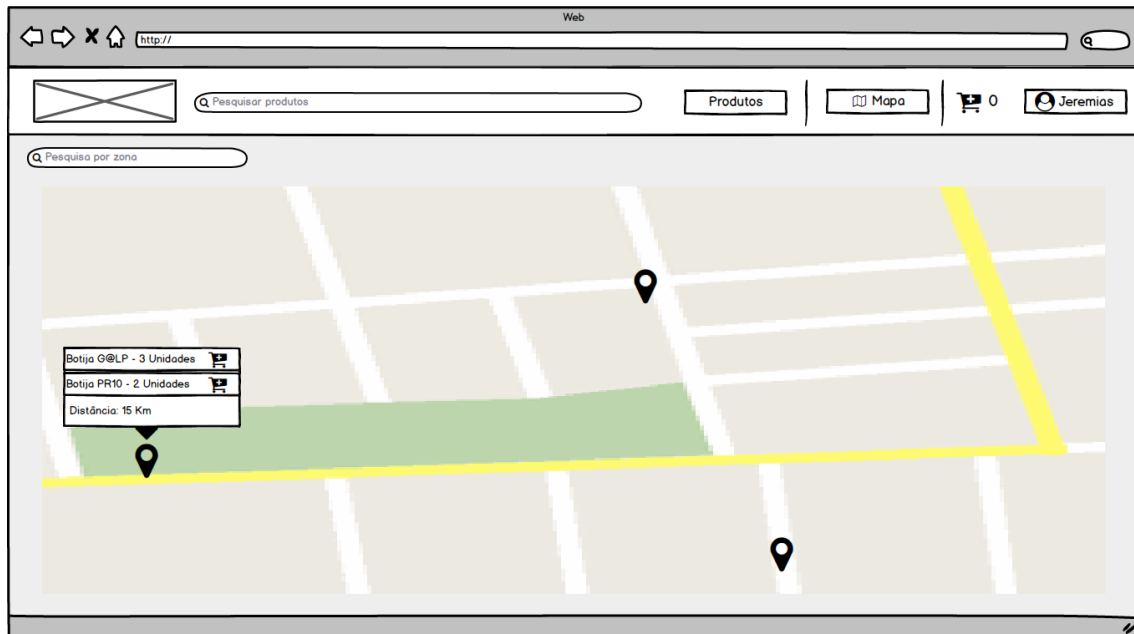 Web
http://
Pesquisar produtos
Produtos
Mapa
0
Jeremias
Pesquisa por zona
Botija G@LP - 3 Unidades
Botija PR10 - 2 Unidades
Distância: 15 Km